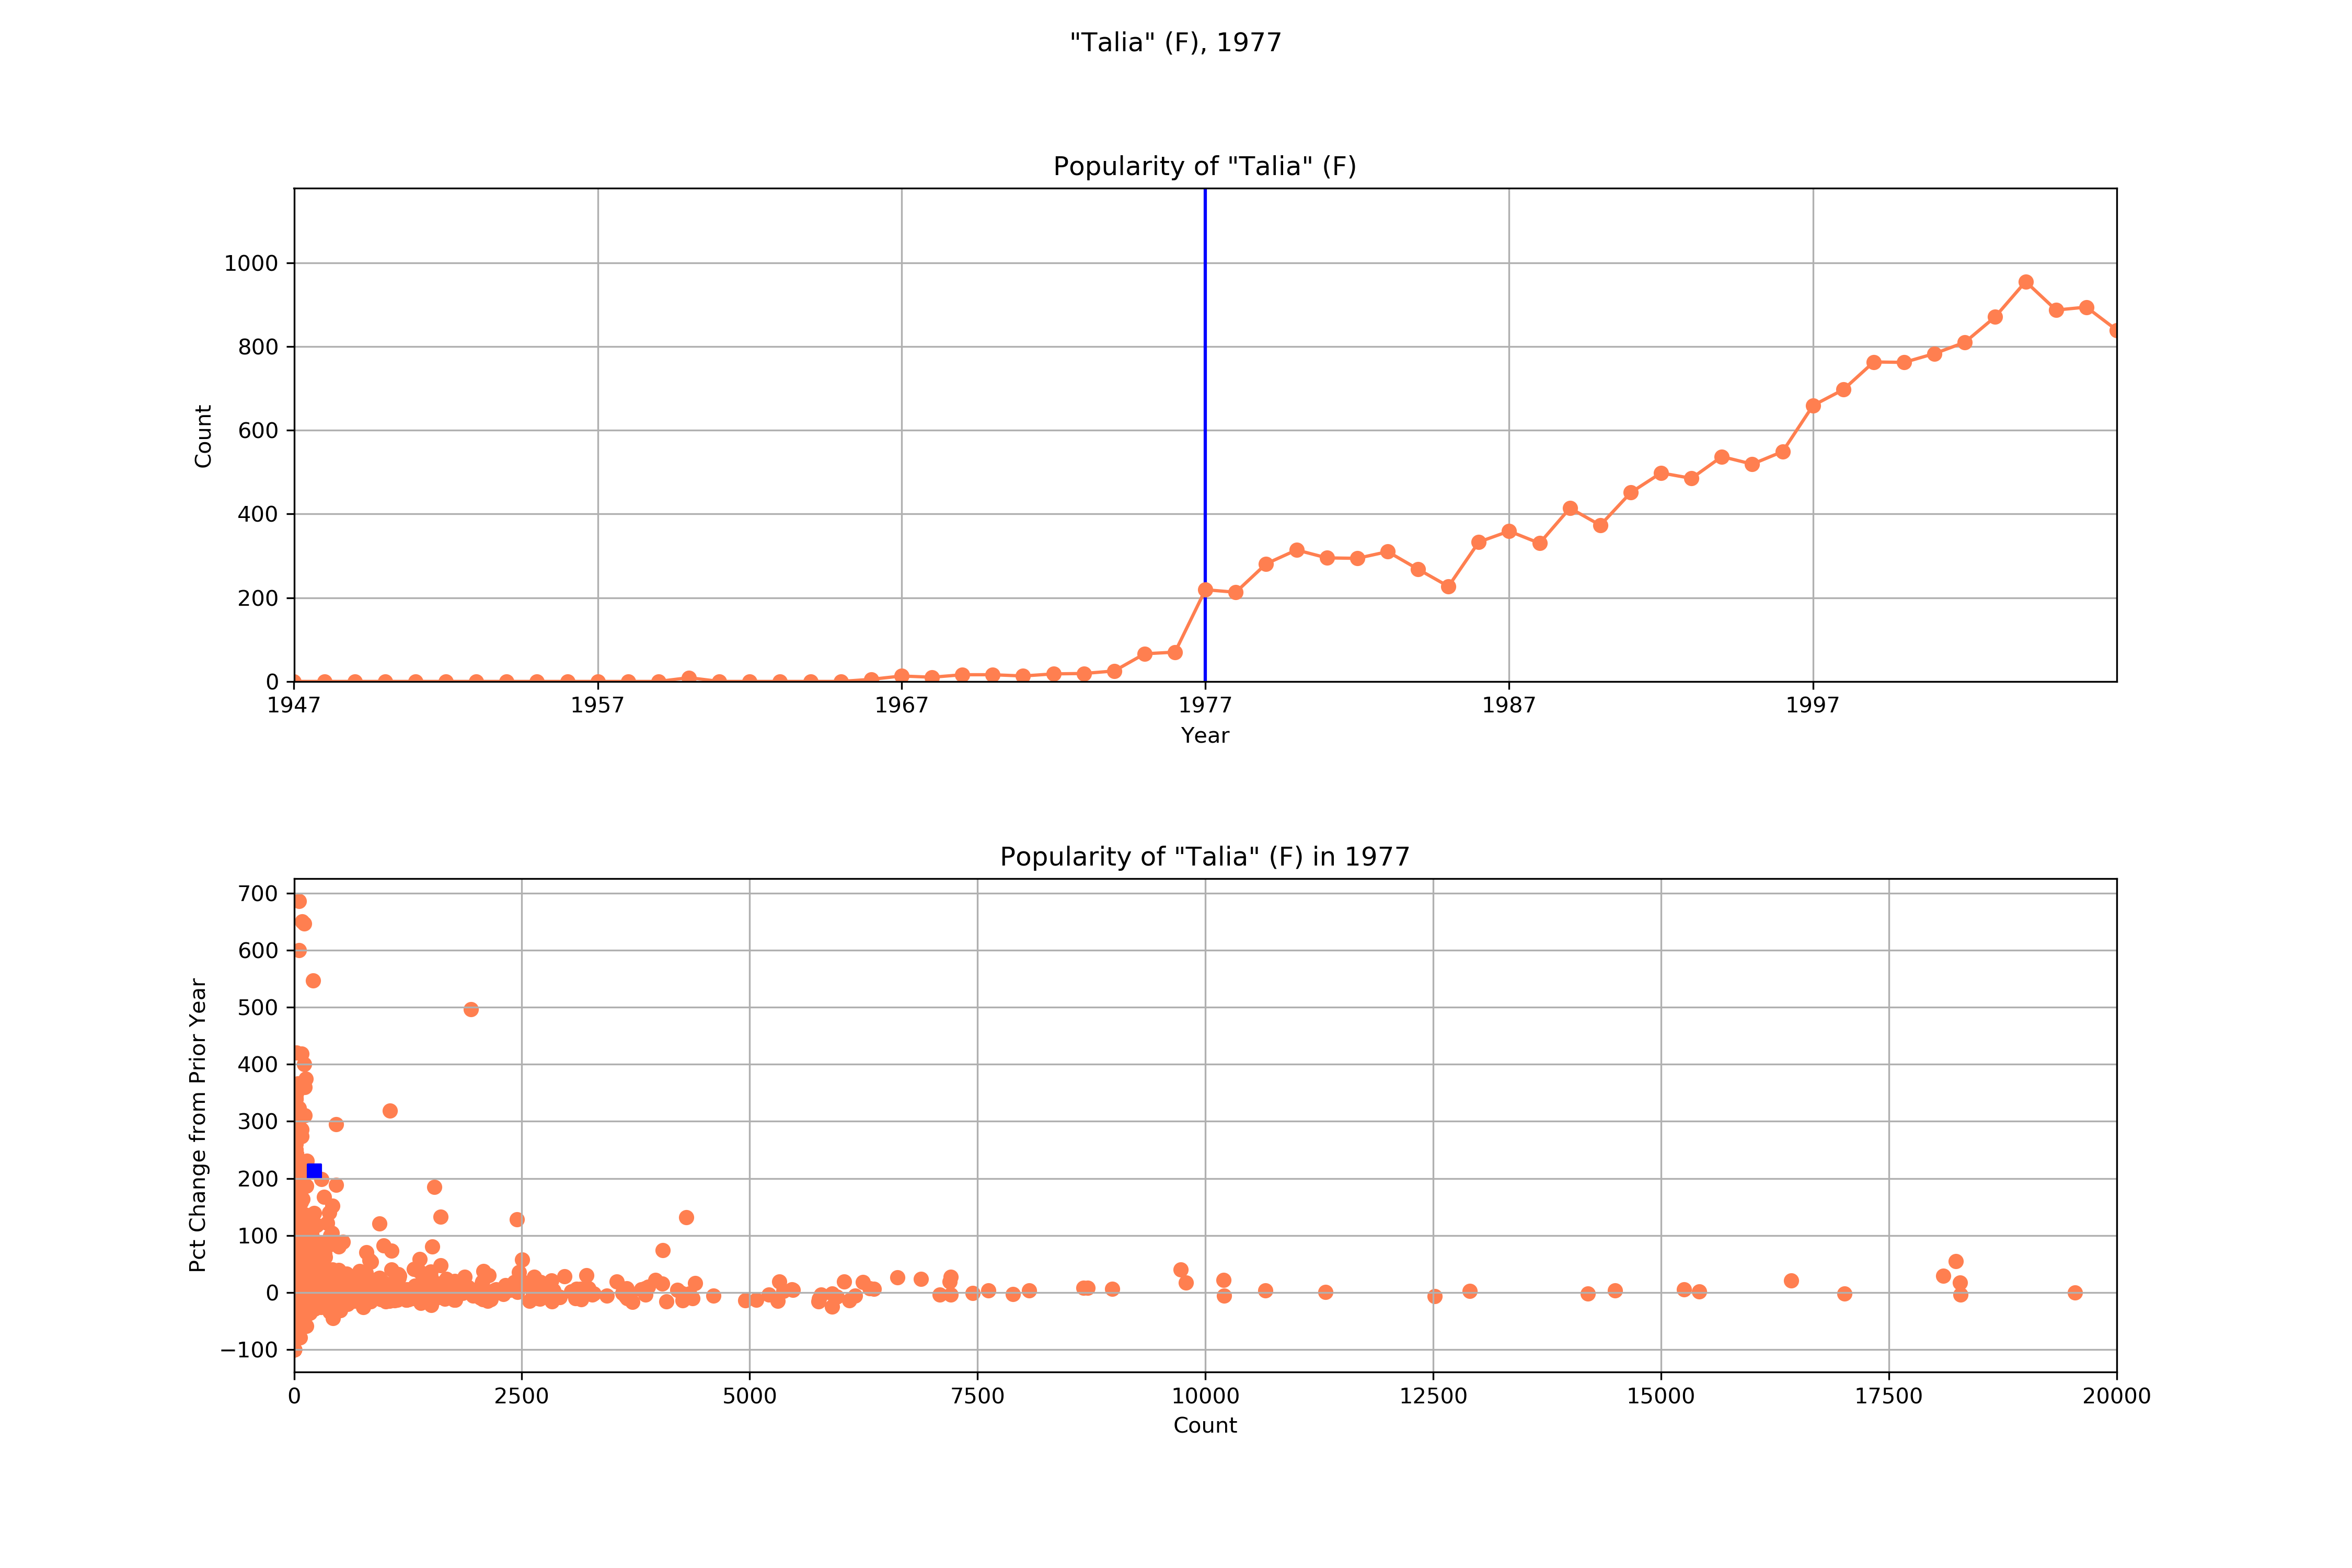 "Talia" (F), 1977
Popularity of "Talia" (F)
1000
800
600
400
200
0
Count
1947 1957 1967 1977 1987 1997
Year
Popularity of "Talia" (F) in 1977
700
600
500
400
300
200
100
0
−100
Pct Change from Prior Year
0 2500 5000 7500 10000 12500 15000 17500 20000
Count